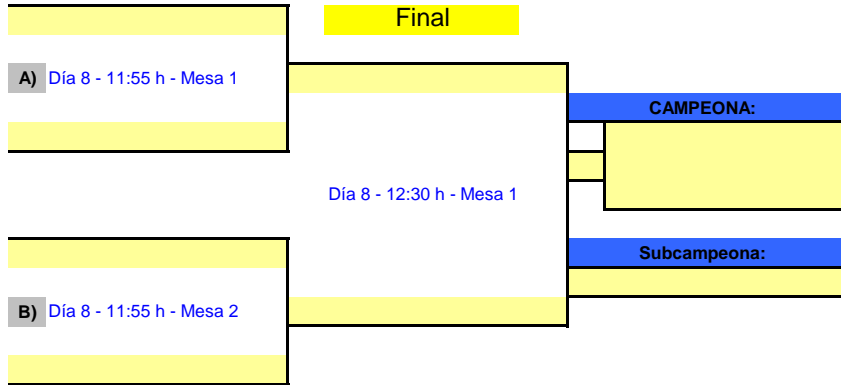 Final
A) Día 8 - 11:55 h - Mesa 1
CAMPEONA:
Día 8 - 12:30 h - Mesa 1
Subcampeona:
B) Día 8 - 11:55 h - Mesa 2